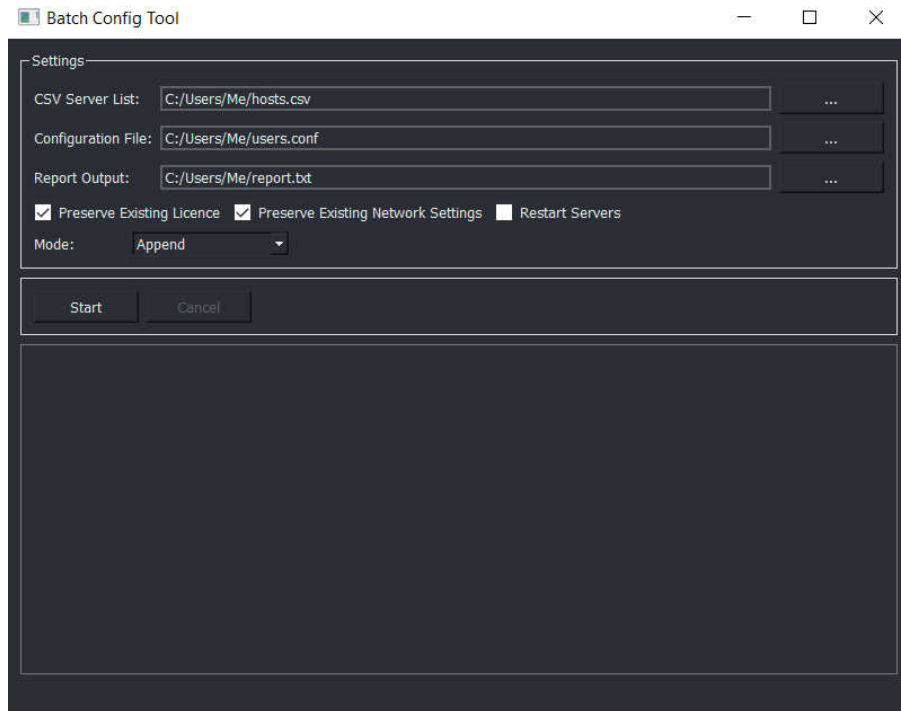 Batch Config Tool
Settings
CSV Server List: C:/Users/Me/hosts.csv ...
Configuration File: C:/Users/Me/users.conf ...
Report Output: C:/Users/Me/report.txt ...
Preserve Existing Licence Preserve Existing Network Settings Restart Servers
Mode: Append
Start Cancel